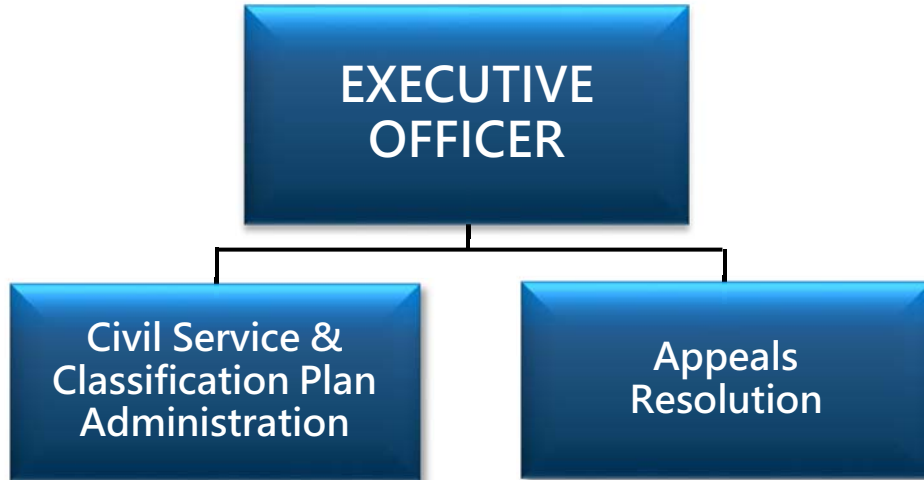 EXECUTIVE
OFFICER
Civil Service &
Classification Plan
Administration
Appeals
Resolution